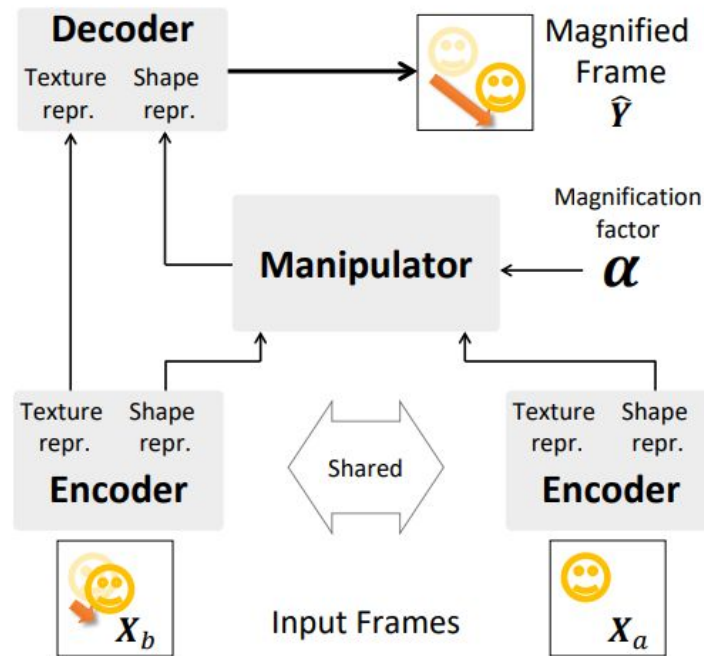 Decoder
Texture
repr.
Shape
repr.
Magnified
Frame
Ŷ
Magnification
factor
α
Manipulator
Texture
repr.
Shape
repr.
Encoder
Shared
Texture
repr.
Shape
repr.
Encoder
X_b
Input Frames
X_a